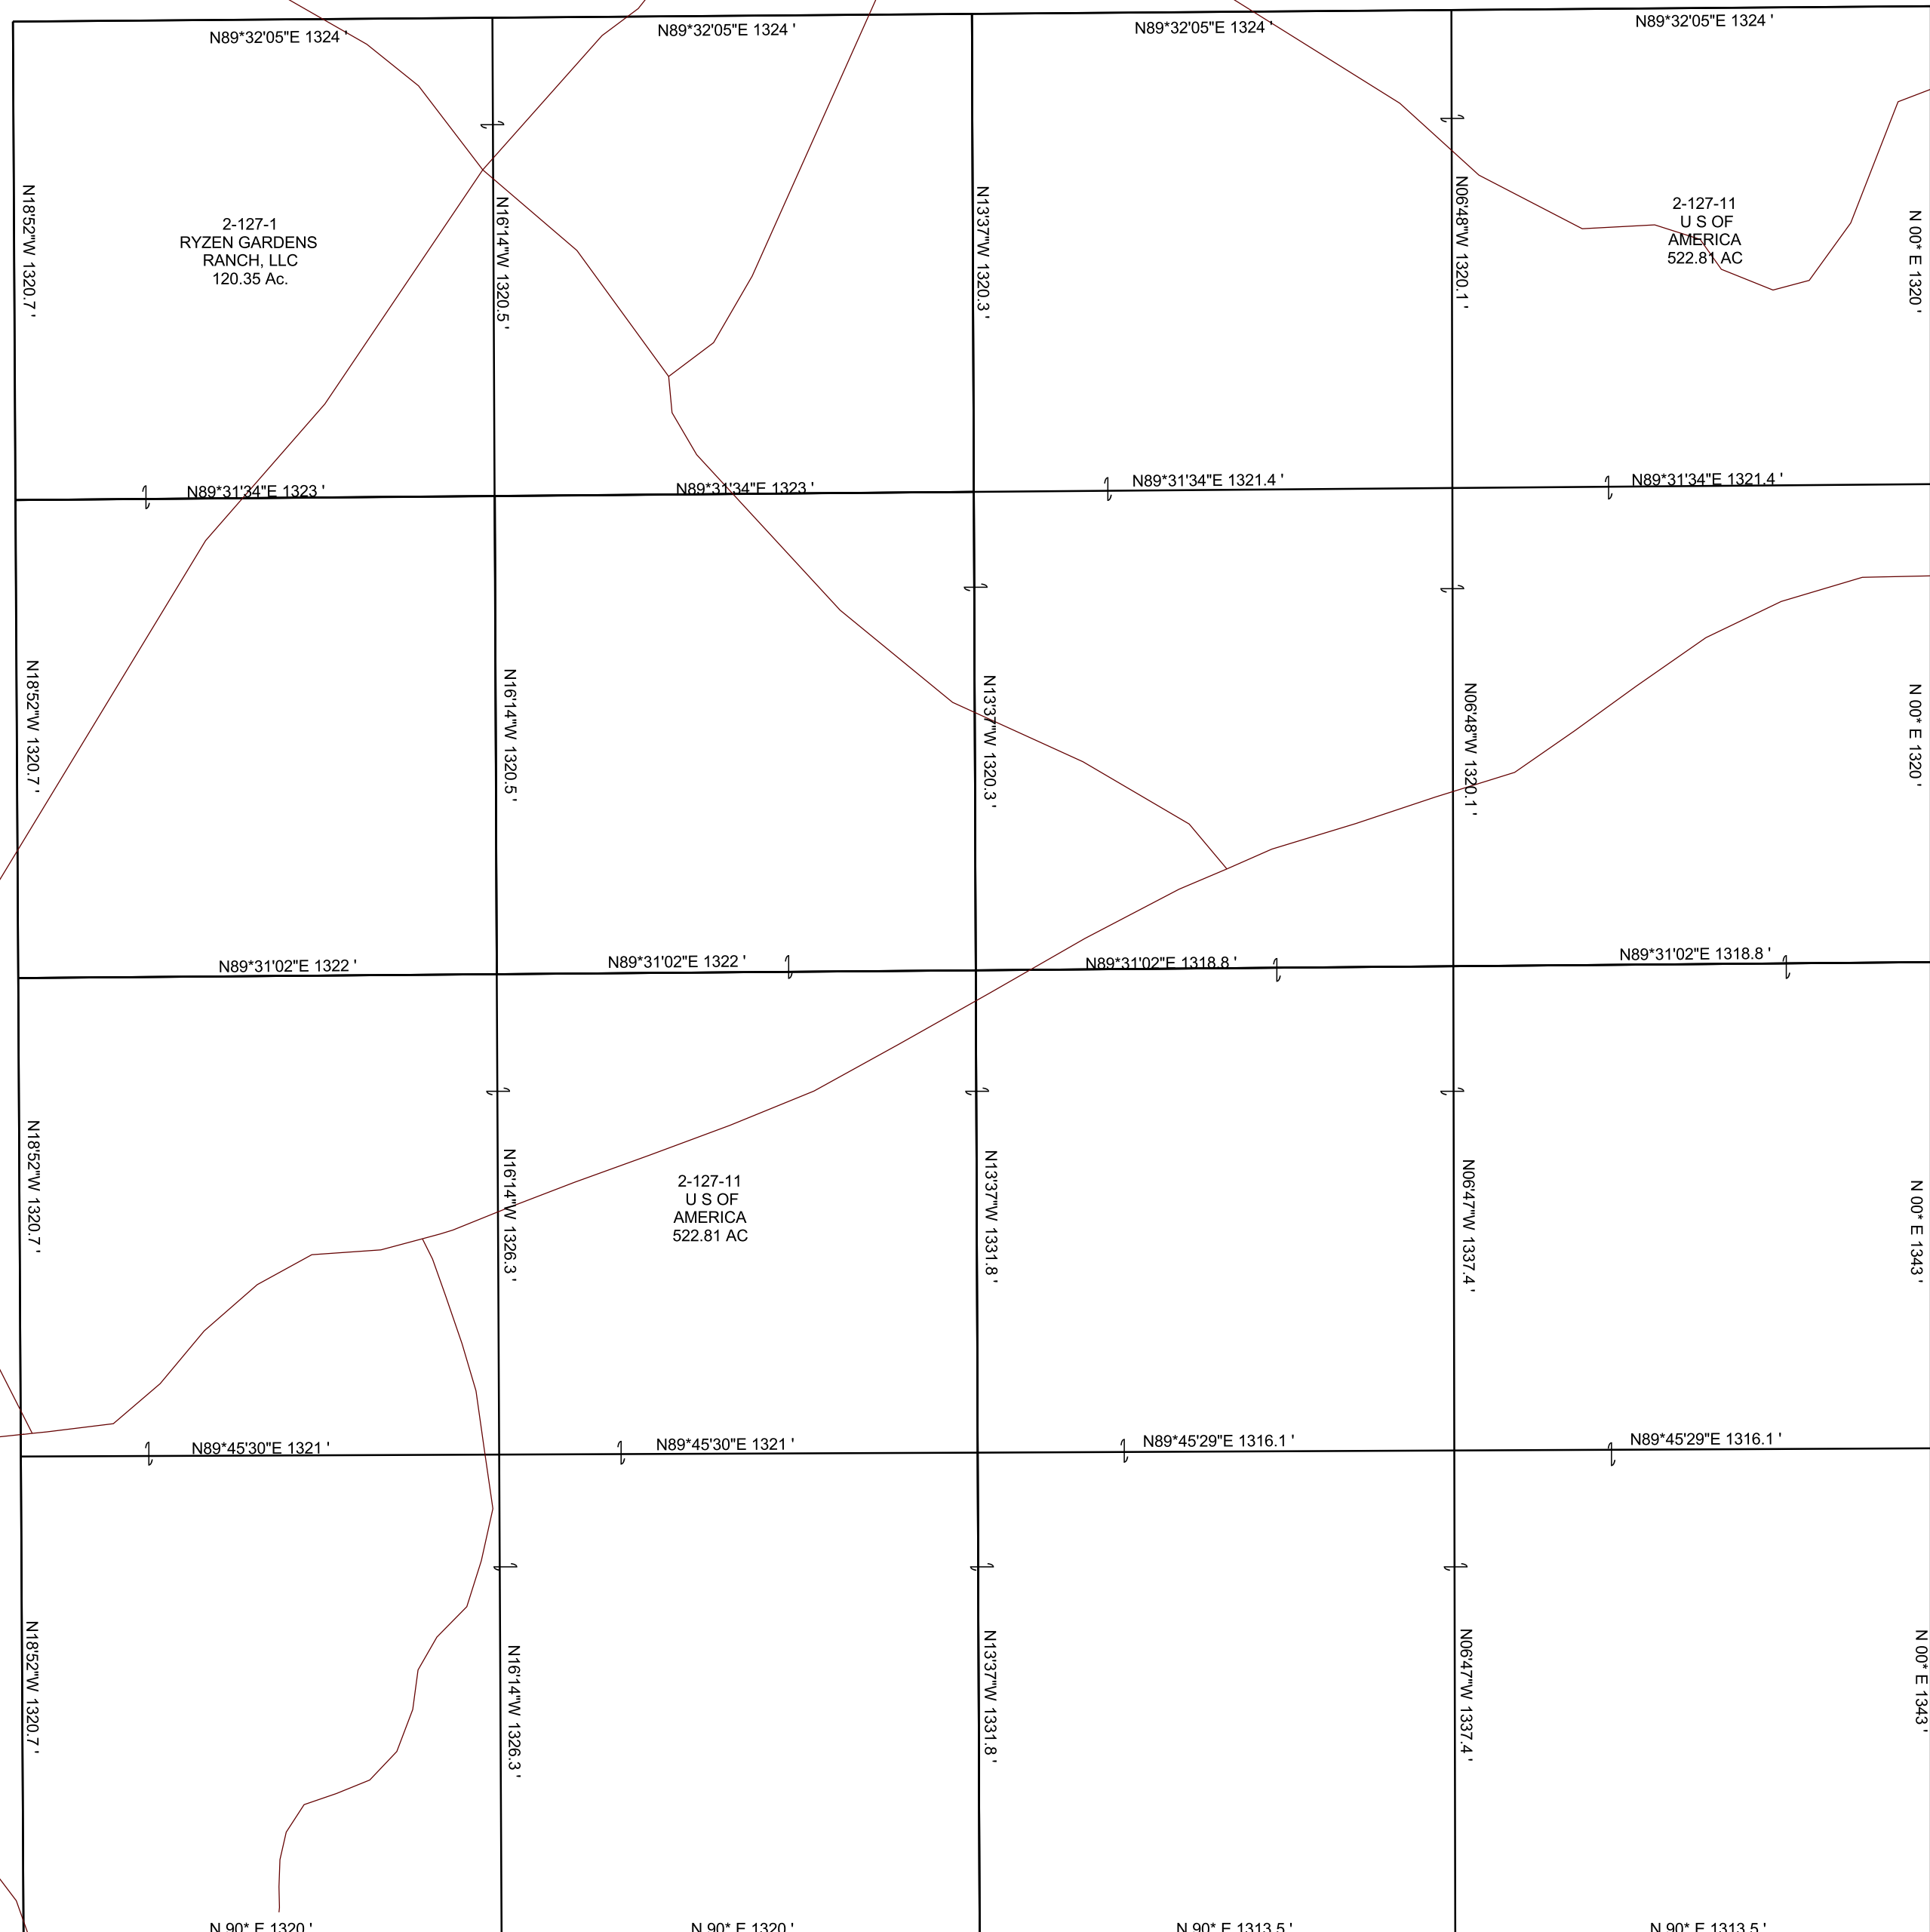 N89*32'05"E 1324 '
N89*32'05"E 1324 '
N89*32'05"E 1324 '
N89*32'05"E 1324 '
N18'52"W 1320.7 '
2-127-1
RYZEN GARDENS
RANCH, LLC
120.35 Ac.
N16'14"W 1320.5 '
N13'37"W 1320.3 '
N06'48"W 1320.1 '
2-127-11
U S OF
AMERICA
522.81 AC
N 00* E 1320 '
N89*31'34"E 1323 '
N89*31'34"E 1323 '
N89*31'34"E 1321.4 '
N89*31'34"E 1321.4 '
N18'52"W 1320.7 '
N16'14"W 1320.5 '
N13'37"W 1320.3 '
N06'48"W 1320.1 '
N 00* E 1320 '
N89*31'02"E 1322 '
N89*31'02"E 1322 '
N89*31'02"E 1318.8 '
N89*31'02"E 1318.8 '
N18'52"W 1320.7 '
N16'14"W 1326.3 '
2-127-11
U S OF
AMERICA
522.81 AC
N13'37"W 1331.8 '
N06'47"W 1337.4 '
N 00* E 1343 '
N89*45'30"E 1321 '
N89*45'30"E 1321 '
N89*45'29"E 1316.1 '
N89*45'29"E 1316.1 '
N18'52"W 1320.7 '
N16'14"W 1326.3 '
N13'37"W 1331.8 '
N06'47"W 1337.4 '
N 00* E 1343 '
N 90* E 1320 '
N 90* E 1320 '
N 90* E 1313.5 '
N 90* E 1313.5 '